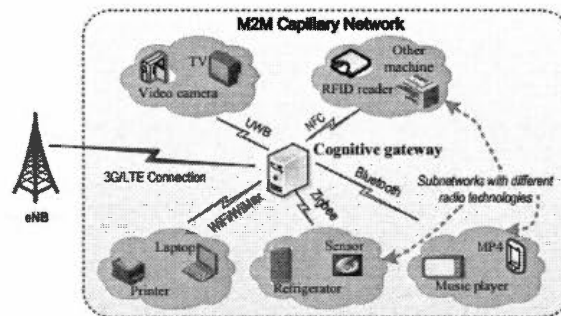 M2M Capillary Network
TV
Video camera
Other
machine
RFID reader
UWB
NFC
Cognitive gateway
3G/LTE Connection
eNB
Bluetooth
Subnetworks with different
radio technologies
WiFi/WiMax
Zigbee
Laptop
Printer
Sensor
Refrigerator
MP4
Music player